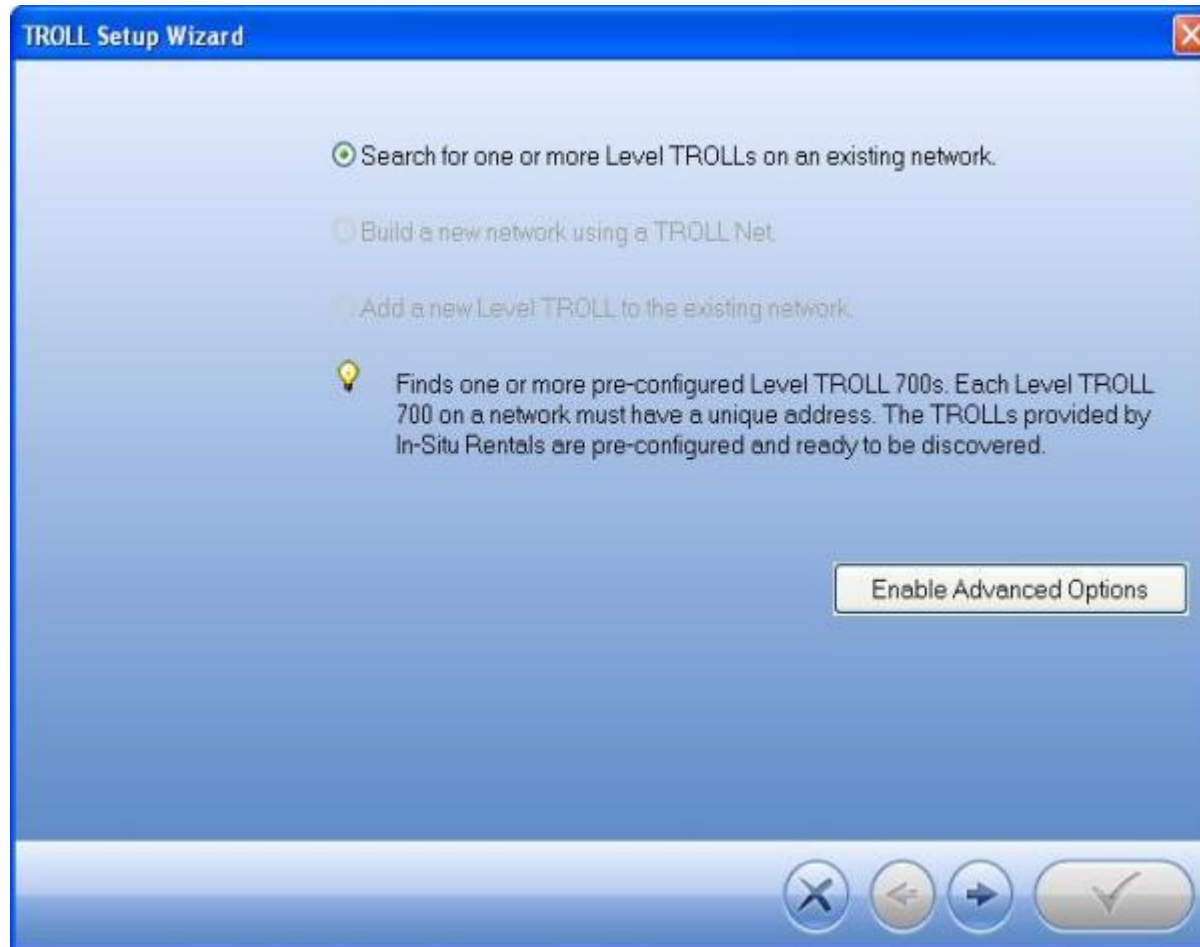 TROLL Setup Wizard
Search for one or more Level TROLLs on an existing network.
Build a new network using a TROLL Net.
Add a new Level TROLL to the existing network.
Finds one or more pre-configured Level TROLL 700s. Each Level TROLL
700 on a network must have a unique address. The TROLLs provided by
In-Situ Rentals are pre-configured and ready to be discovered.
Enable Advanced Options